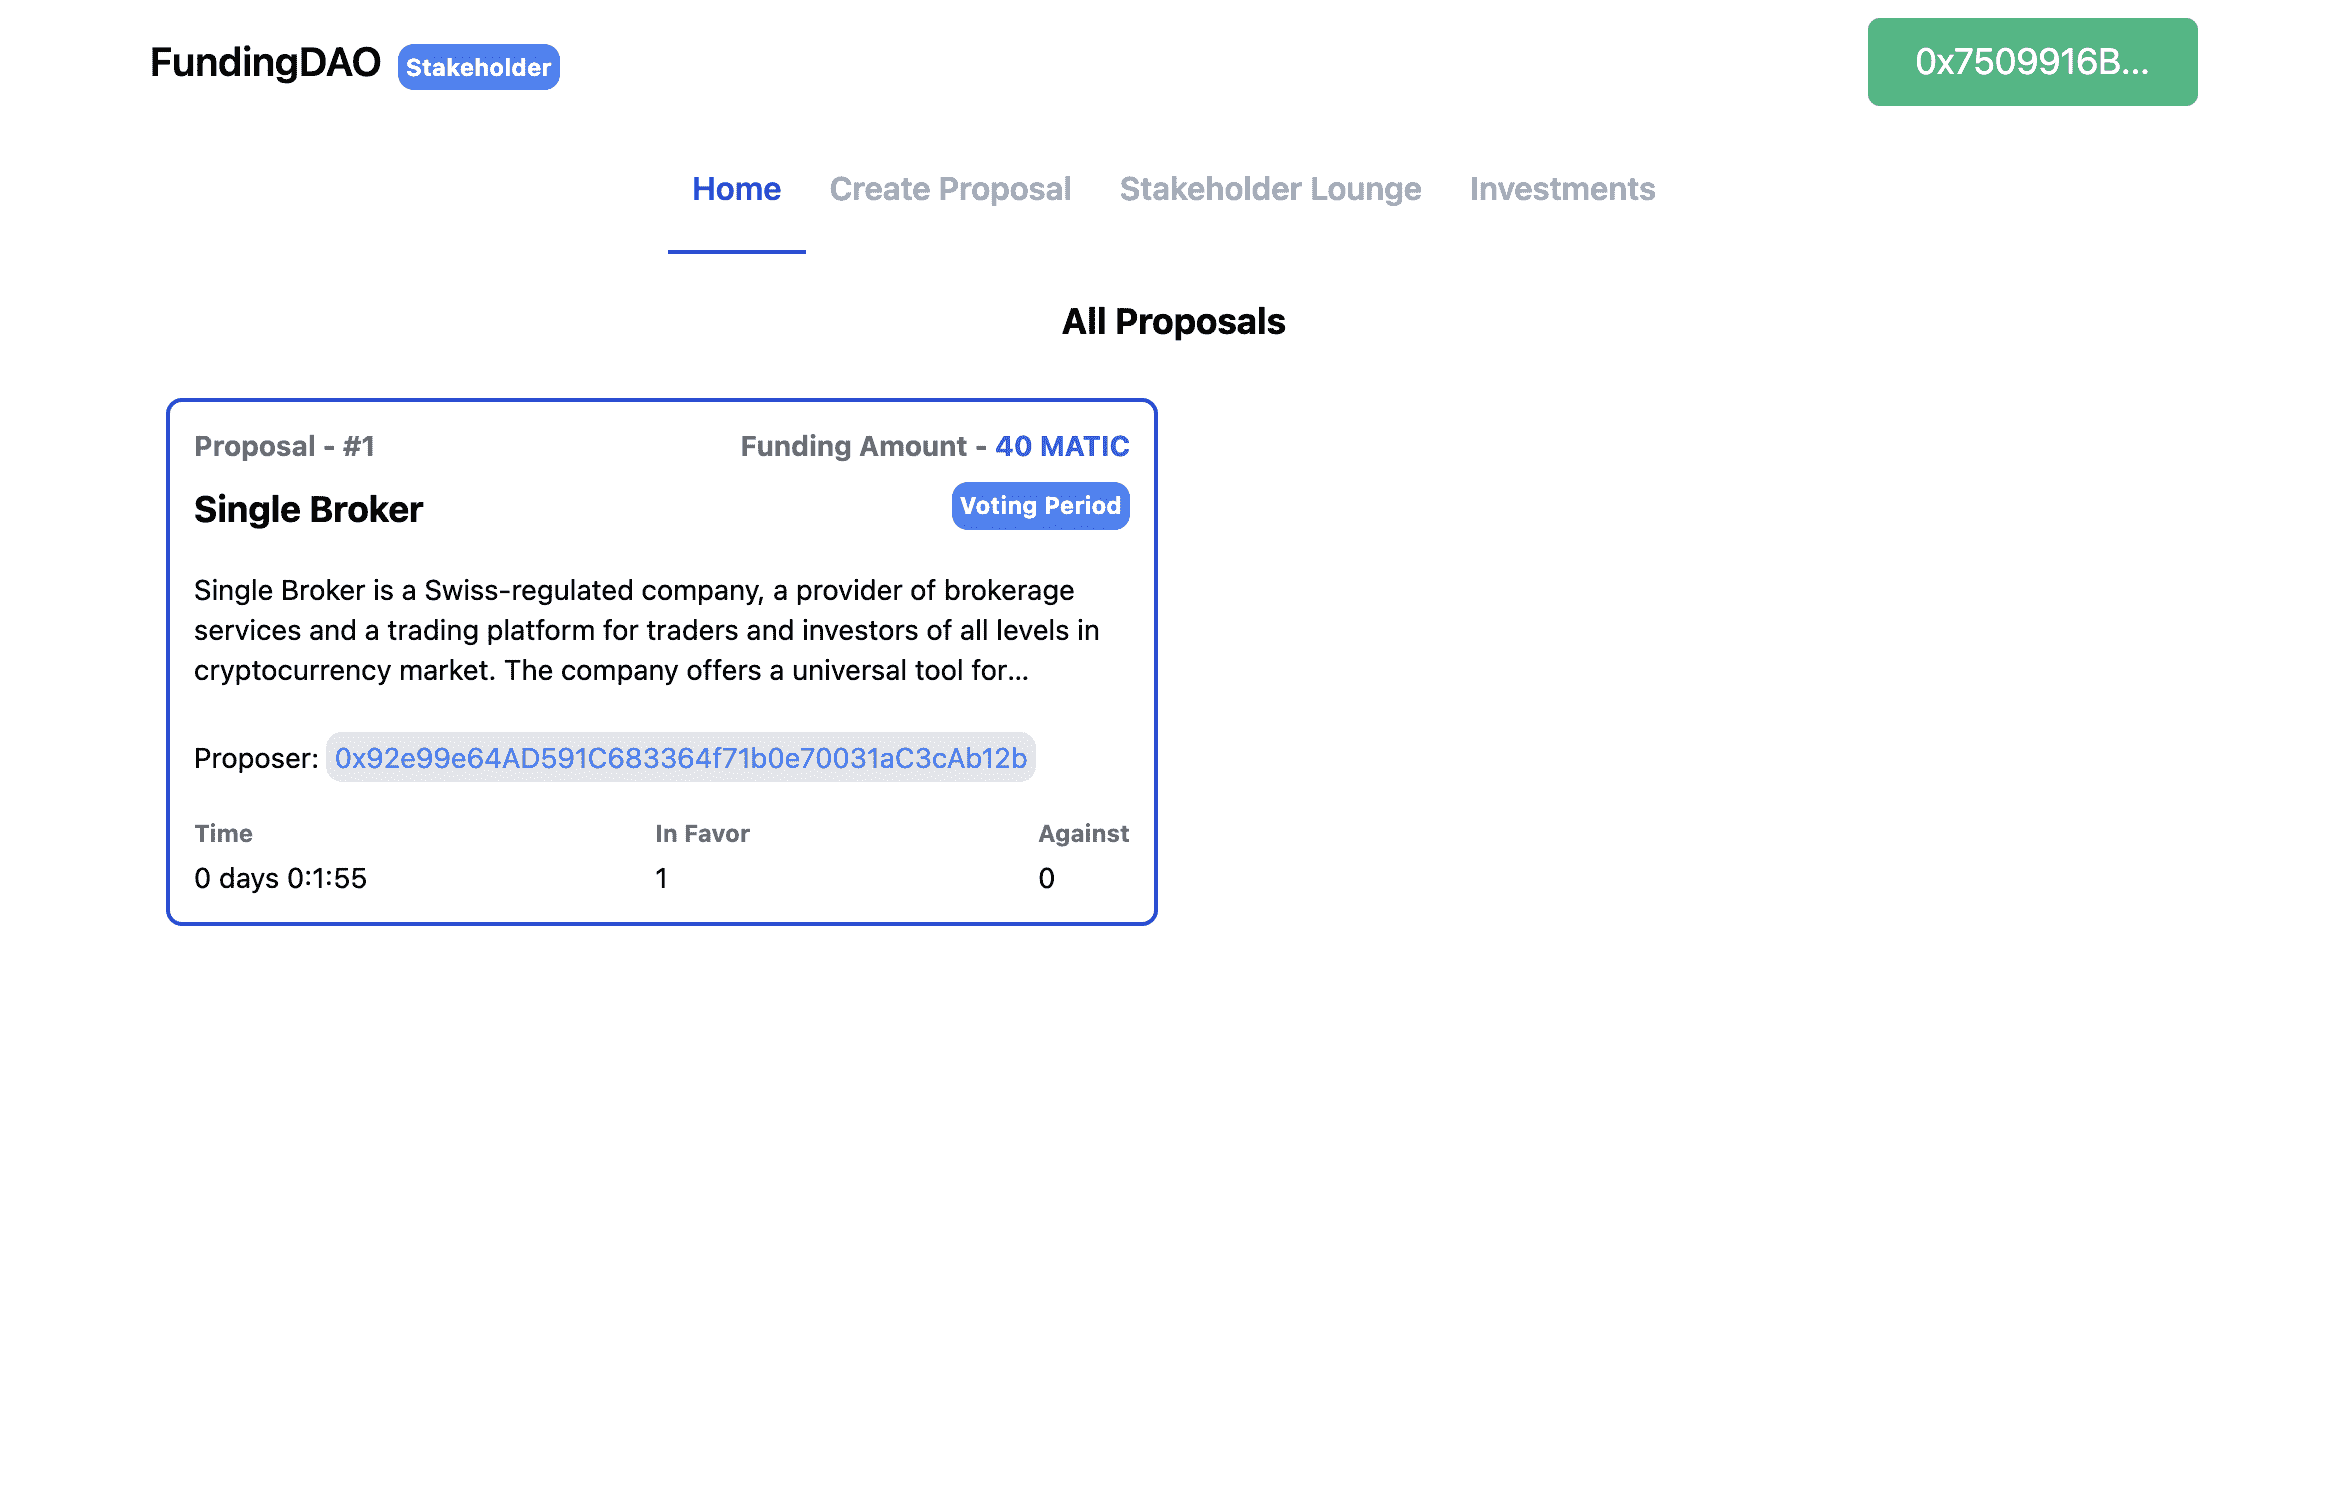 FundingDAO Stakeholder
0x7509916B...
Home Create Proposal Stakeholder Lounge Investments
All Proposals
Proposal - #1 Funding Amount - 40 MATIC
Single Broker Voting Period
Single Broker is a Swiss-regulated company, a provider of brokerage
services and a trading platform for traders and investors of all levels in
cryptocurrency market. The company offers a universal tool for...
Proposer: 0x92e99e64AD591C683364f71b0e70031aC3cAb12b
Time In Favor Against
0 days 0:1:55 1 0